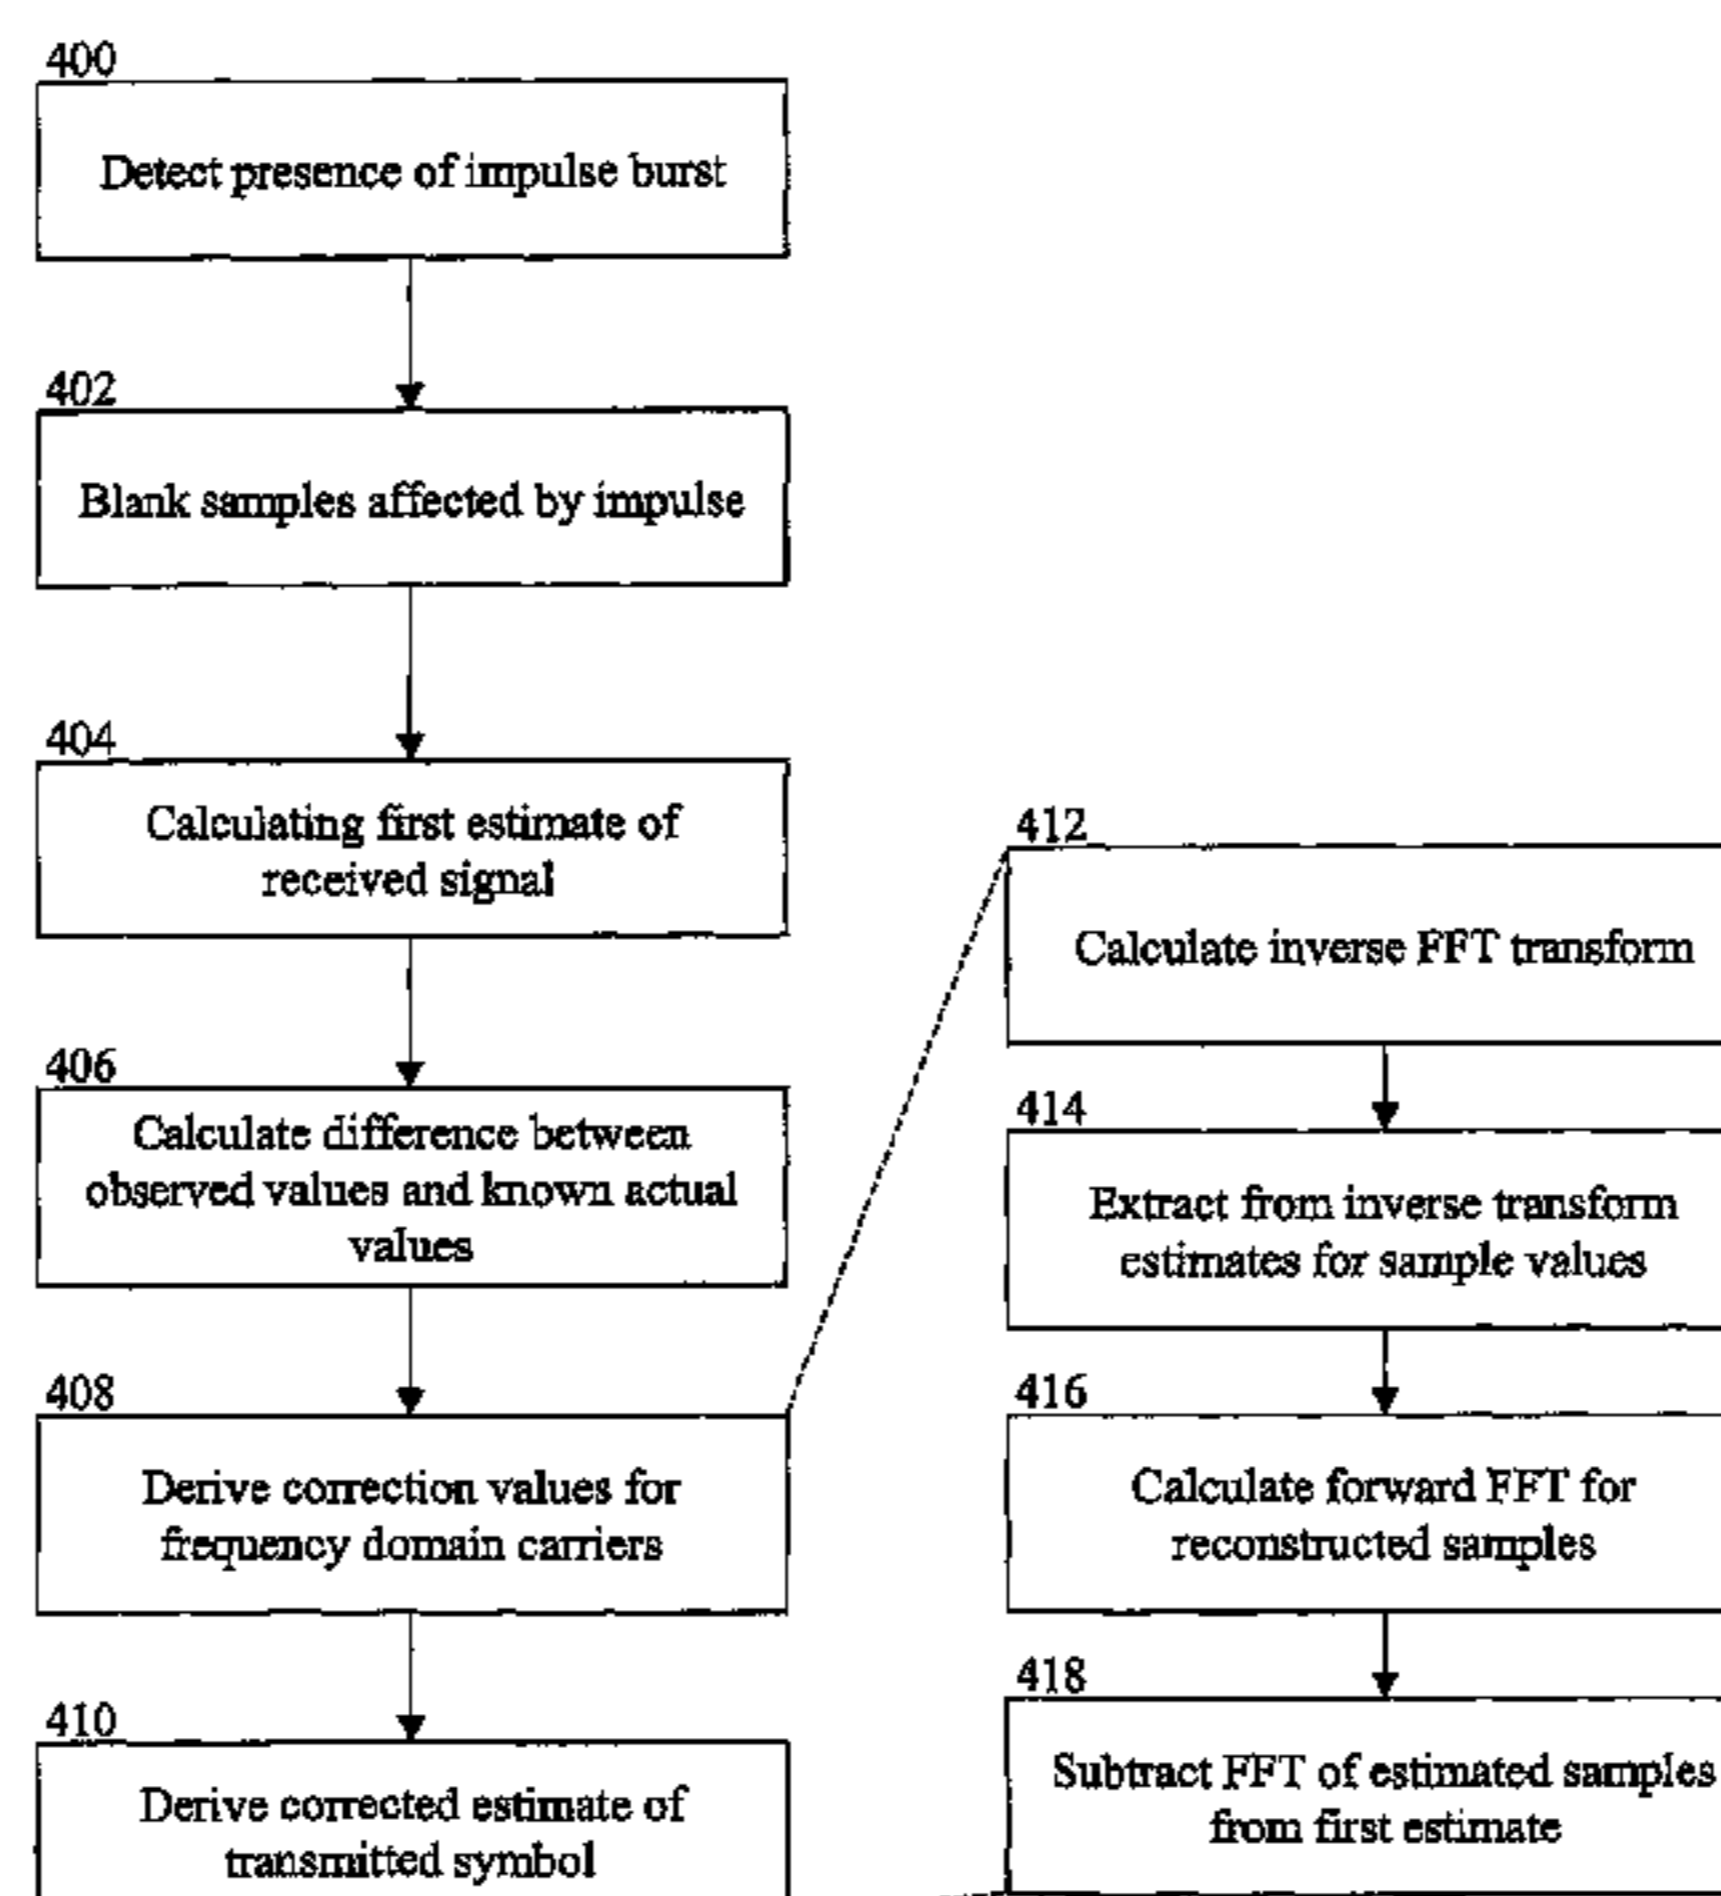 400
Detect presence of impulse burst
402
Blank samples affected by impulse
404
Calculating first estimate of
received signal
406
Calculate difference between
observed values and known actual
values
408
Derive correction values for
frequency domain carriers
410
Derive corrected estimate of
transmitted symbol
412
Calculate inverse FFT transform
414
Extract from inverse transform
estimates for sample values
416
Calculate forward FFT for
reconstructed samples
418
Subtract FFT of estimated samples
from first estimate